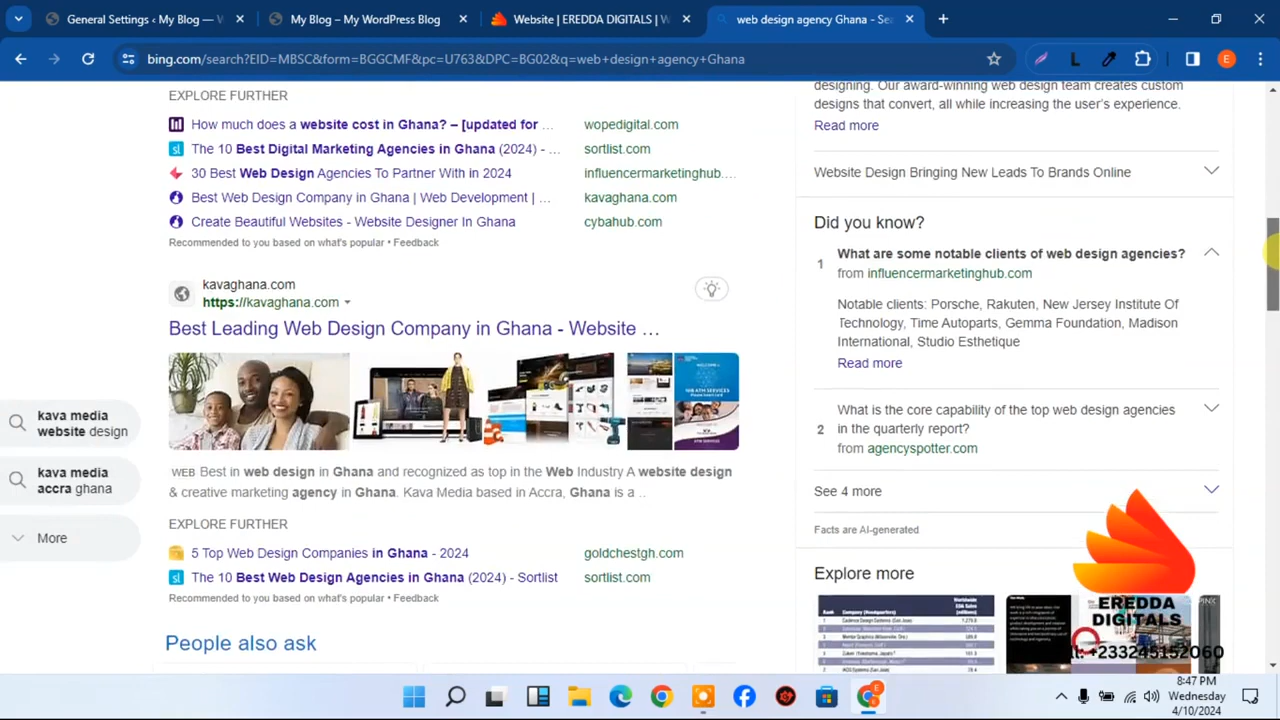 General Settings ‹ My Blog — W
My Blog – My WordPress Blog
Website | EREDDA DIGITALS | W
web design agency Ghana - Sea
bing.com/search?EID=MBSC&form=BGGCMF&pc=U763&DPC=BG02&q=web+design+agency+Ghana
L
E
EXPLORE FURTHER
How much does a website cost in Ghana? – [updated for ...
wopedigital.com
The 10 Best Digital Marketing Agencies in Ghana (2024) - ...
sortlist.com
30 Best Web Design Agencies To Partner With in 2024
influencermarketinghub....
Best Web Design Company in Ghana | Web Development | ...
kavaghana.com
Create Beautiful Websites - Website Designer In Ghana
cybahub.com
Recommended to you based on what's popular • Feedback
kavaghana.com
https://kavaghana.com
Best Leading Web Design Company in Ghana - Website ...
WEB Best in web design in Ghana and recognized as top in the Web Industry A website design
& creative marketing agency in Ghana. Kava Media based in Accra, Ghana is a ..
EXPLORE FURTHER
5 Top Web Design Companies in Ghana - 2024
goldchestgh.com
The 10 Best Web Design Agencies in Ghana (2024) - Sortlist
sortlist.com
Recommended to you based on what's popular • Feedback
ople also ask
kava media
website design
kava media
accra ghana
More
designing. Our award-winning web design team creates custom
designs that convert, all while increasing the user's experience.
Read more
Website Design Bringing New Leads To Brands Online
Did you know?
1
What are some notable clients of web design agencies?
from influencermarketinghub.com
Notable clients: Porsche, Rakuten, New Jersey Institute Of
Technology, Time Autoparts, Gemma Foundation, Madison
International, Studio Esthetique
Read more
2
What is the core capability of the top web design agencies
in the quarterly report?
from agencyspotter.com
See 4 more
Facts are AI-generated
Explore more
EREDDA
8:47 PM
Wednesday
4/10/2024